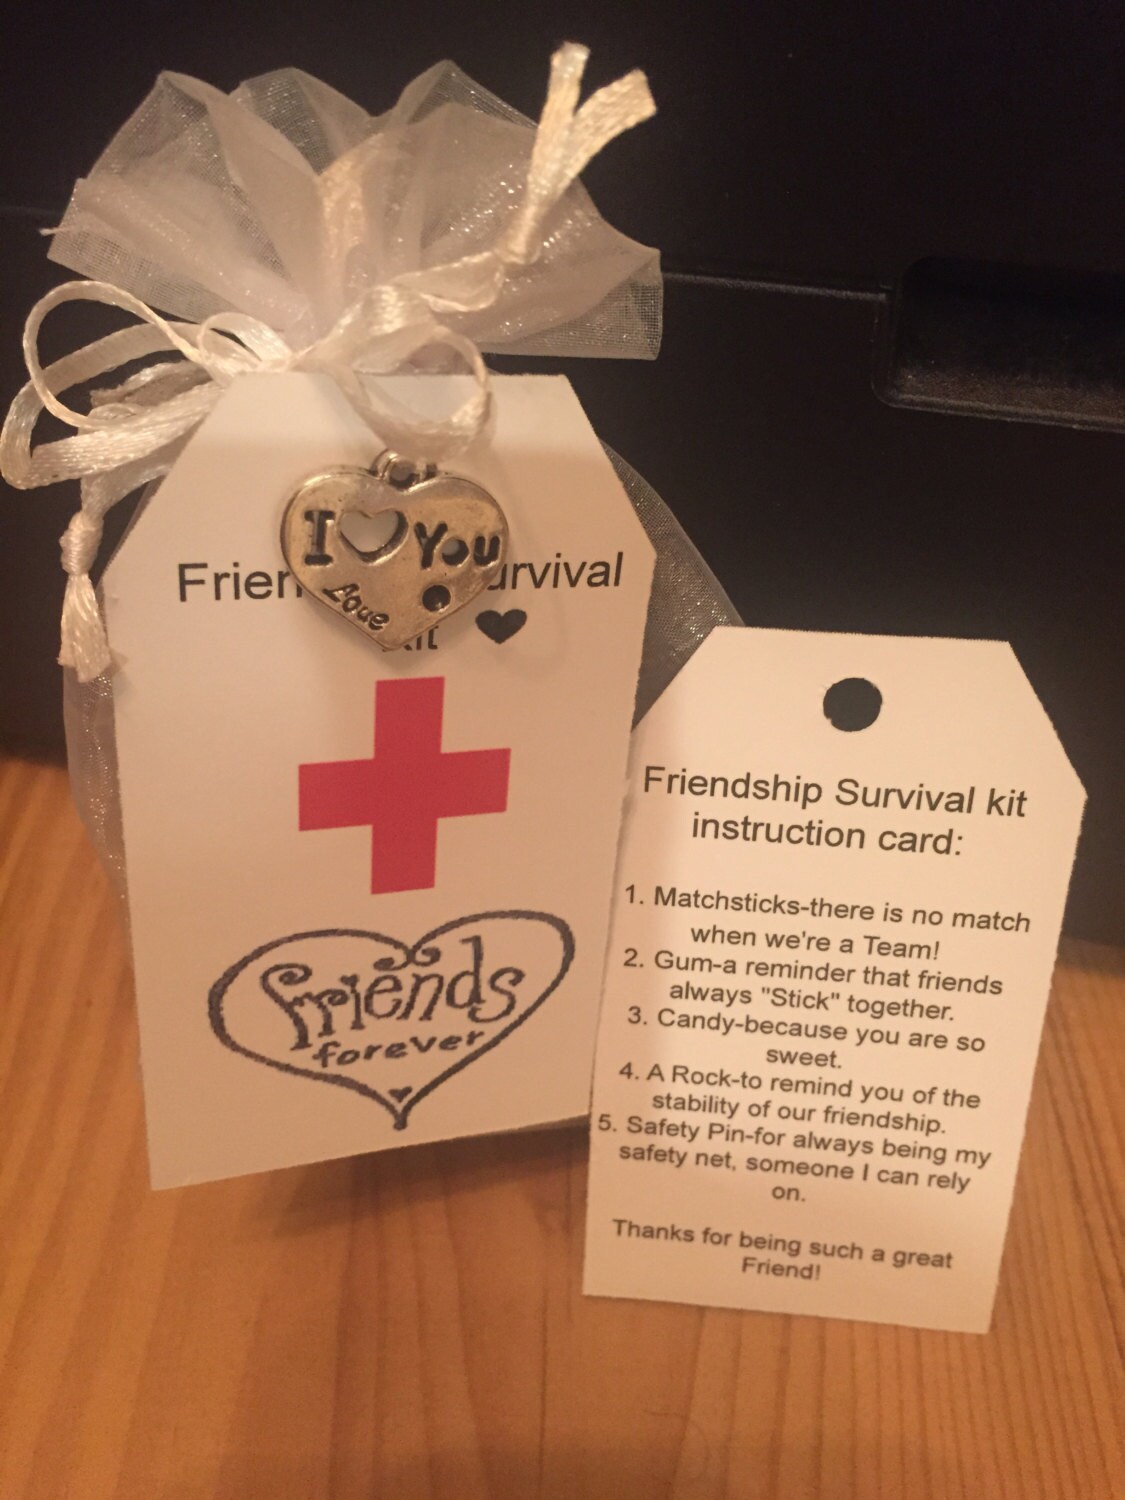 I You
Love
Frien urvival
it
Friends
forever
Friendship Survival kit
instruction card:
1. Matchsticks-there is no match
when we're a Team!
2. Gum-a reminder that friends
always "Stick" together.
3. Candy-because you are so
sweet.
4. A Rock-to remind you of the
stability of our friendship.
5. Safety Pin-for always being my
safety net, someone I can rely
on.
Thanks for being such a great
Friend!